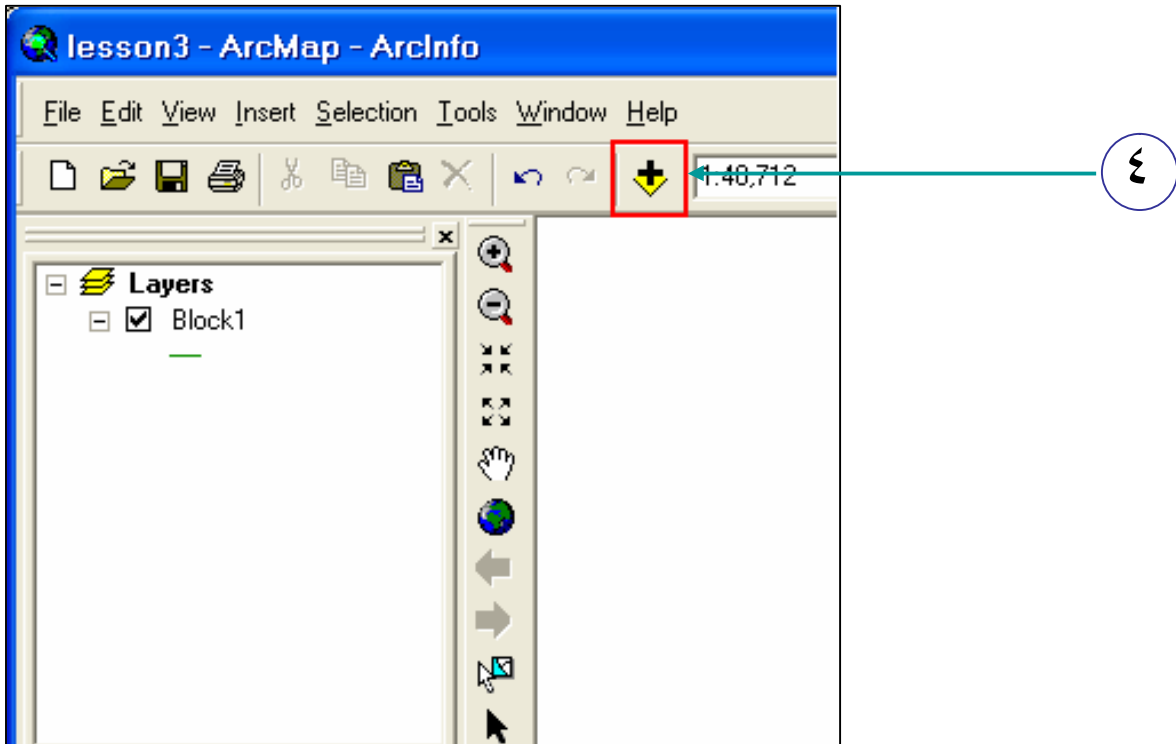 lesson3 - ArcMap - ArcInfo
File Edit View Insert Selection Tools Window Help
1:40,712
٤
Layers
Block1